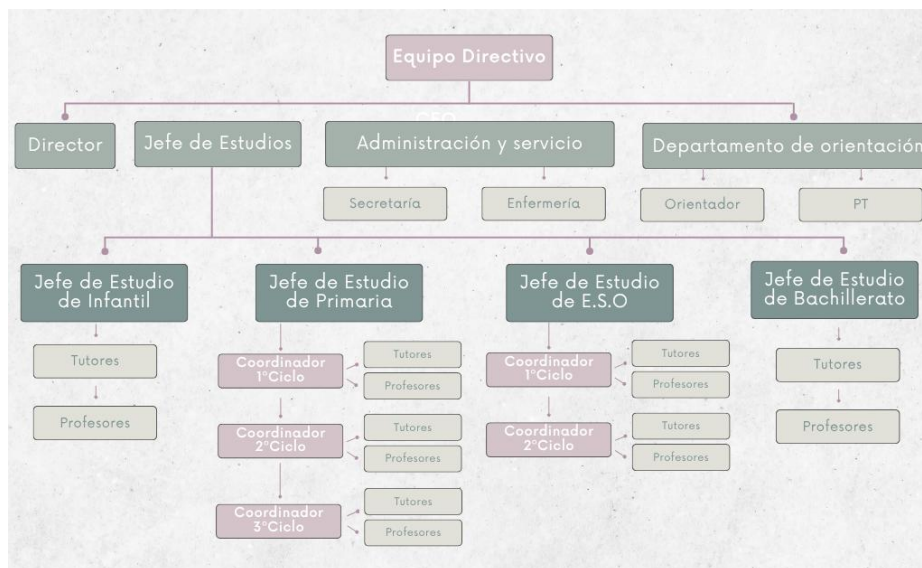 Equipo Directivo
CEO
Director
Jefe de Estudios
Administración y servicio
Departamento de orientación
Secretaría
Enfermería
Orientador
PT
Jefe de Estudio
de Infantil
Jefe de Estudio
de Primaria
Jefe de Estudio
de E.S.O
Jefe de Estudio
de Bachillerato
Tutores
Profesores
Coordinador
1ºCiclo
Tutores
Profesores
Coordinador
2ºCiclo
Tutores
Profesores
Coordinador
3ºCiclo
Tutores
Profesores
Coordinador
1ºCiclo
Tutores
Profesores
Coordinador
2ºCiclo
Tutores
Profesores
Tutores
Profesores